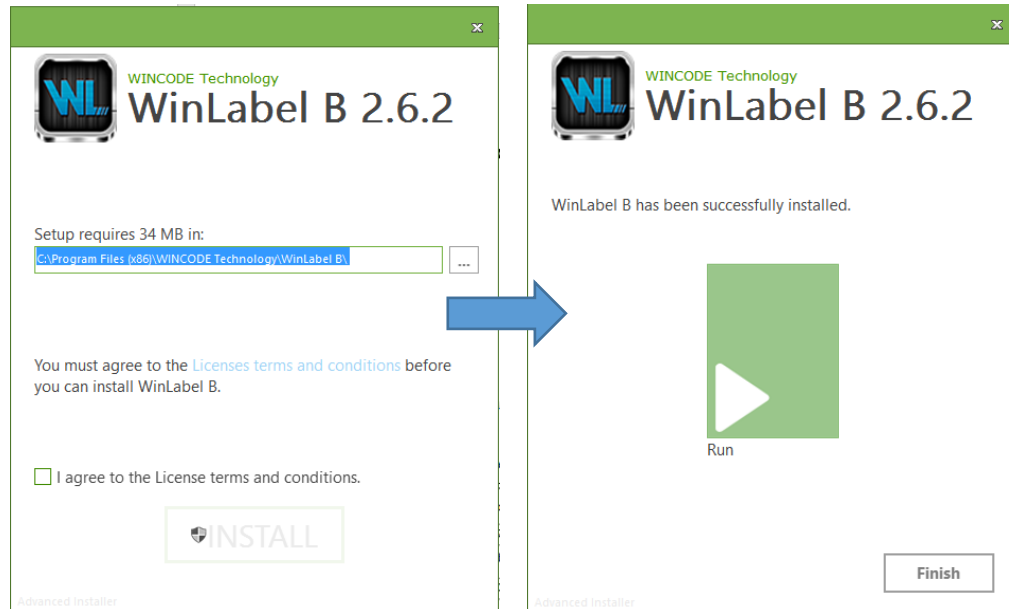 WL
WINCODE Technology
WinLabel B 2.6.2
Setup requires 34 MB in:
C:\Program Files (x86)\WINCODE Technology\WinLabel B\
...
You must agree to the Licenses terms and conditions before
you can install WinLabel B.
I agree to the License terms and conditions.
INSTALL
Advanced Installer
WL
WINCODE Technology
WinLabel B 2.6.2
WinLabel B has been successfully installed.
Run
Finish
Advanced Installer